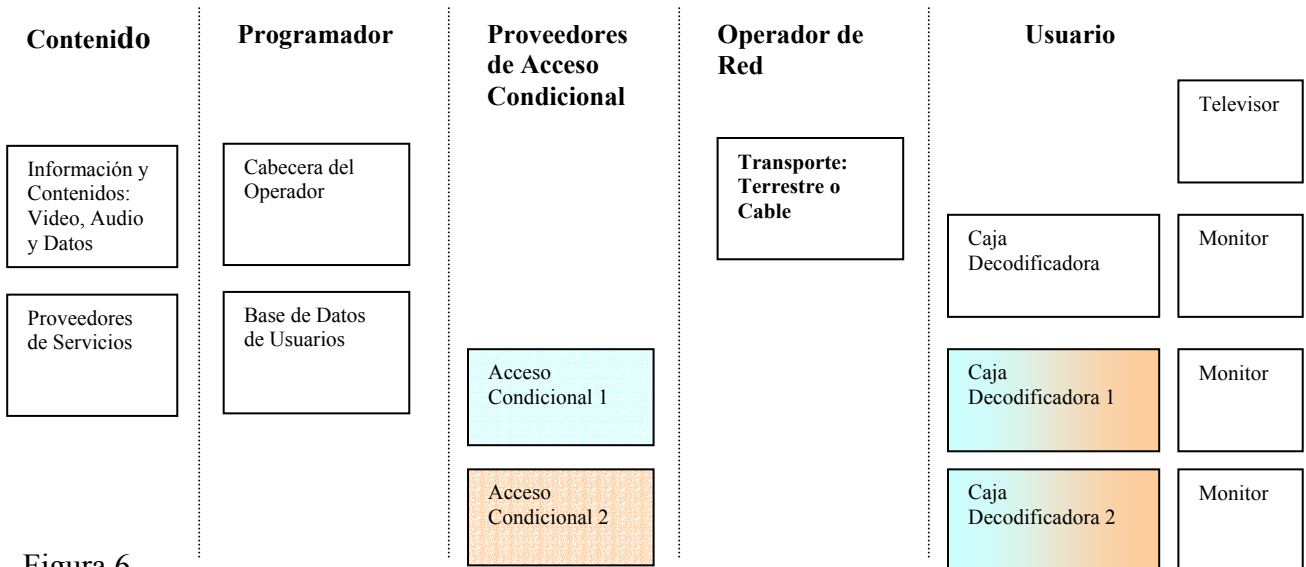 Contenido
Programador
Proveedores
de Acceso
Condicional
Operador de
Red
Usuario
Información y
Contenidos:
Video, Audio
y Datos
Proveedores
de Servicios
Cabecera del
Operador
Base de Datos
de Usuarios
Acceso
Condicional 1
Acceso
Condicional 2
Transporte:
Terrestre o
Cable
Televisor
Caja
Decodificadora
Monitor
Caja
Decodificadora 1
Monitor
Caja
Decodificadora 2
Monitor
Figura 6